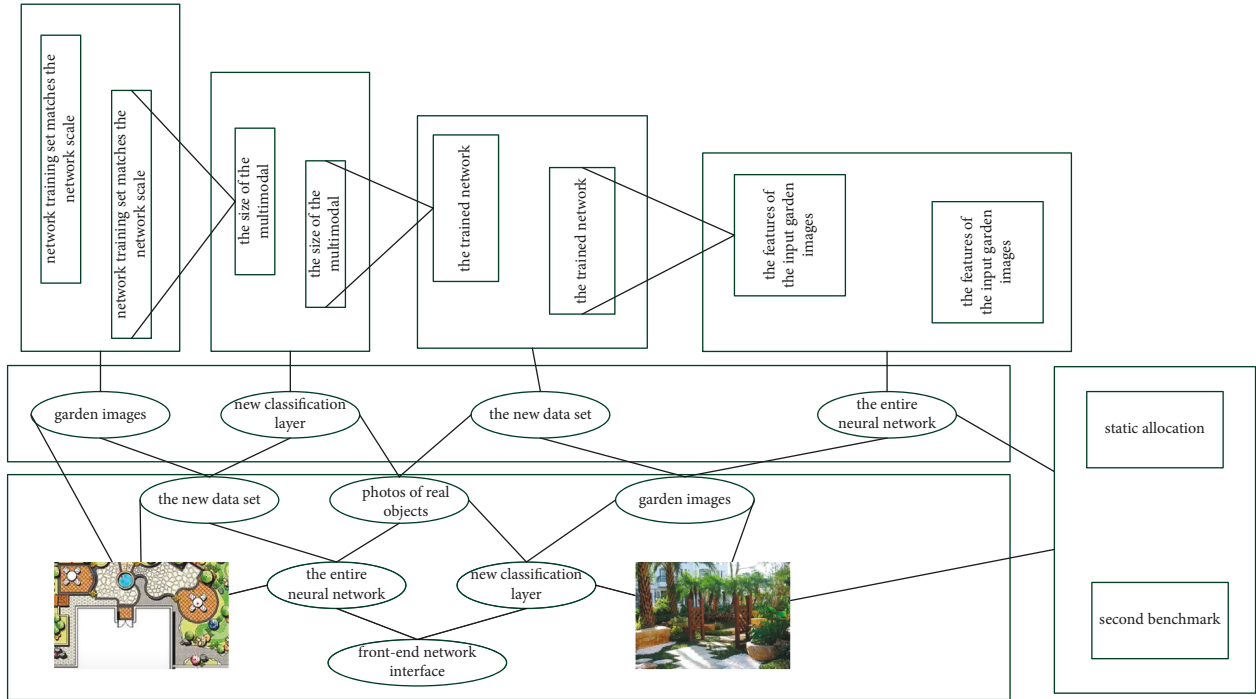 network training set matches the
network scale
network training set matches the
network scale
the size of the
multimodal
the size of the
multimodal
the trained network
the trained network
the features of
the input garden
images
the features of
the input garden
images
garden images
new classification
layer
the new data set
the entire
neural network
static allocation
the new data set
photos of real
objects
garden images
the entire
neural network
new classification
layer
second benchmark
front-end network
interface